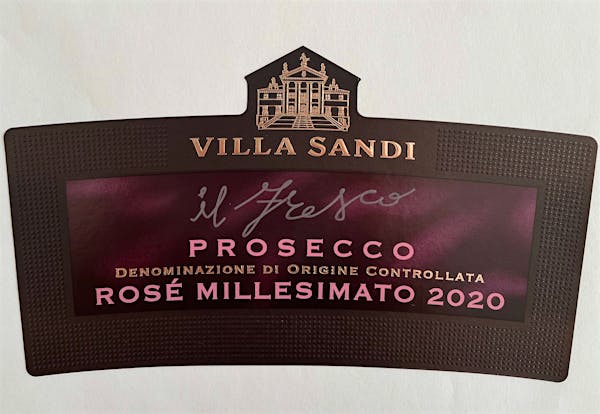 VILLA SANDI
il Fresco
PROSECCO
DENOMINAZIONE DI ORIGINE CONTROLLATA
ROSÉ MILLESIMATO 2020